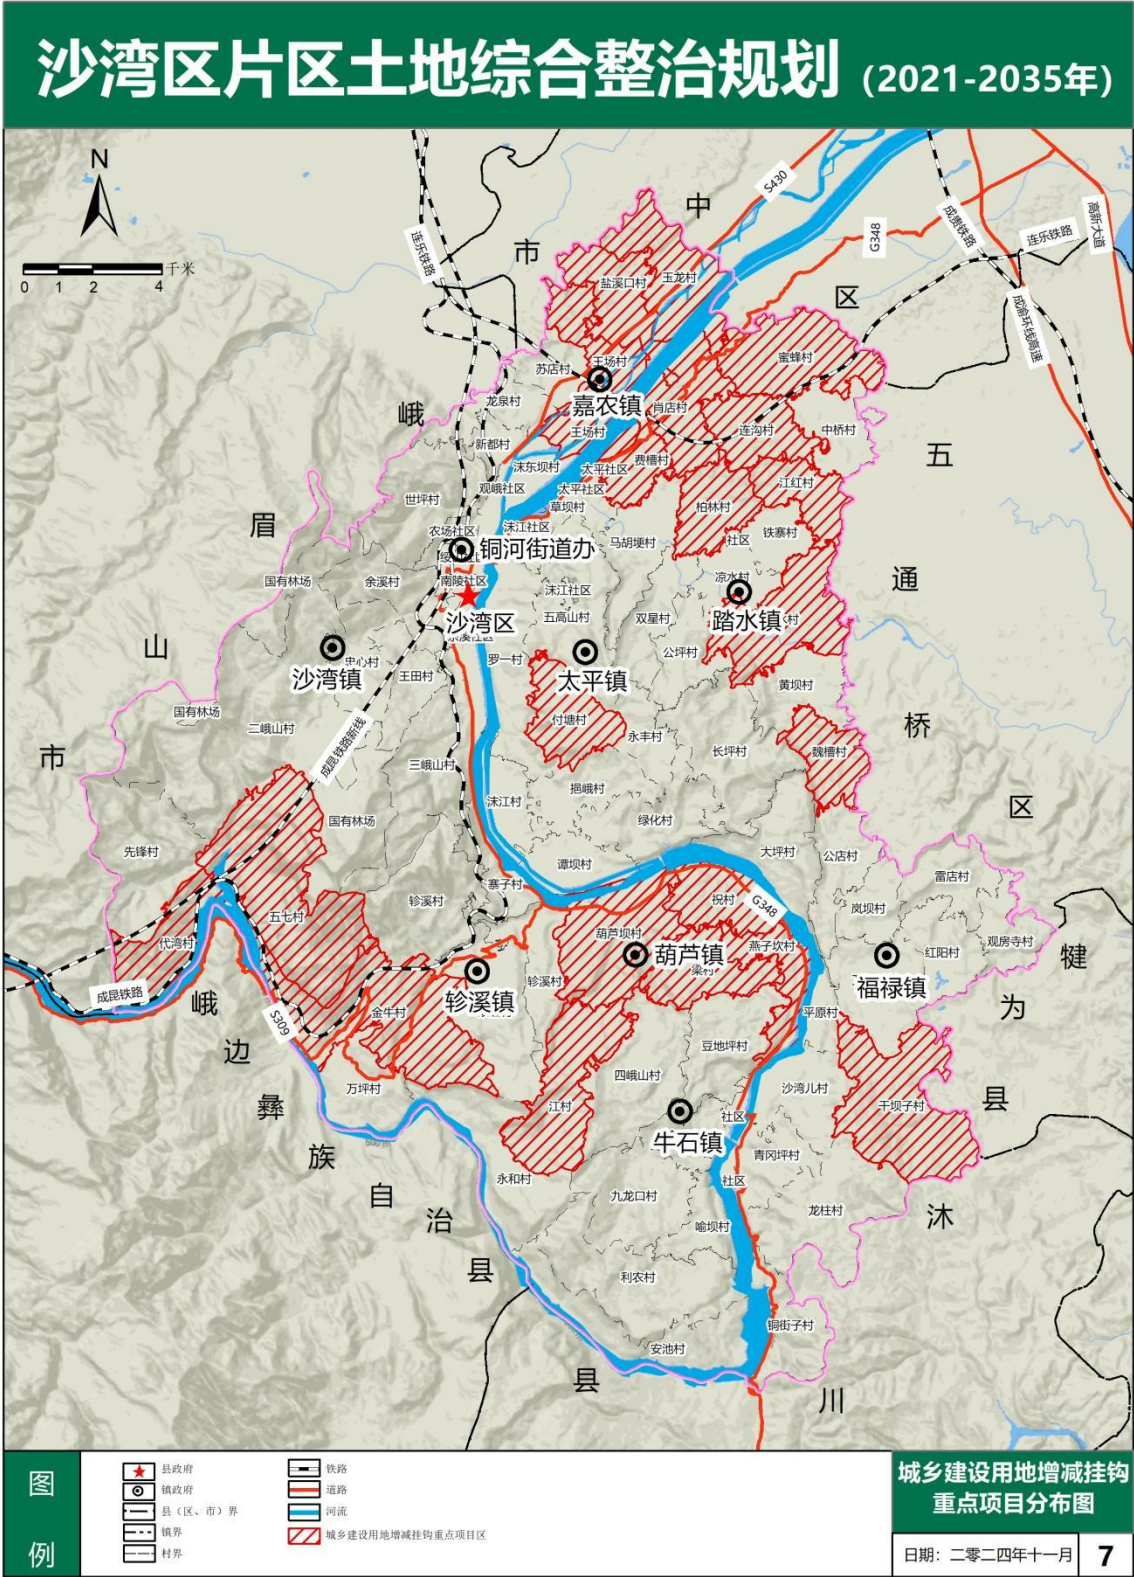 沙湾区片区土地综合整治规划 (2021-2035年)
N
千米
0 1 2 4
中
市
区
峨
眉
山
市
五
通
桥
区
犍
为
县
沐
川
县
峨
边
彝
族
自
治
县
S430
G348
成贵铁路
连乐铁路
高新大道
成渝环线高速
连乐铁路
盐溪口村
玉龙村
苏店村
王场村
嘉农镇
龙泉村
肖店村
蜜蜂村
新都村
王场村
连沟村
中桥村
沫东坝村
太平社区
费槽村
观峨社区
太平社区
江红村
世坪村
草坝村
柏林村
农场社区
沫江社区
马胡埂村
社区
铁寨村
铜河街道办
国有林场
余溪村
南陵社区
沫江社区
凉水村
沙湾区
五高山村
双星村
踏水镇
沙湾镇
忠心村
王田村
罗一村
太平镇
公坪村
黄坝村
国有林场
二峨山村
成昆铁路新线
付塘村
永丰村
三峨山村
长坪村
魏槽村
沫江村
挹峨村
国有林场
绿化村
先锋村
谭坝村
大坪村
公店村
寨子村
雷店村
轸溪村
祝村
G348
岚坝村
五七村
代湾村
葫芦坝村
葫芦镇
燕子坎村
红阳村
观房寺村
成昆铁路
轸溪镇
轸溪村
福禄镇
S309
金牛村
平原村
豆地坪村
万坪村
四峨山村
沙湾儿村
江村
干坝子村
牛石镇
社区
500 m
永和村
青冈坪村
九龙口村
社区
喻坝村
龙柱村
利农村
铜街子村
安池村
图
例
县政府
镇政府
县（区、市）界
镇界
村界
铁路
道路
河流
城乡建设用地增减挂钩重点项目区
城乡建设用地增减挂钩
重点项目分布图
日期：二零二四年十一月
7